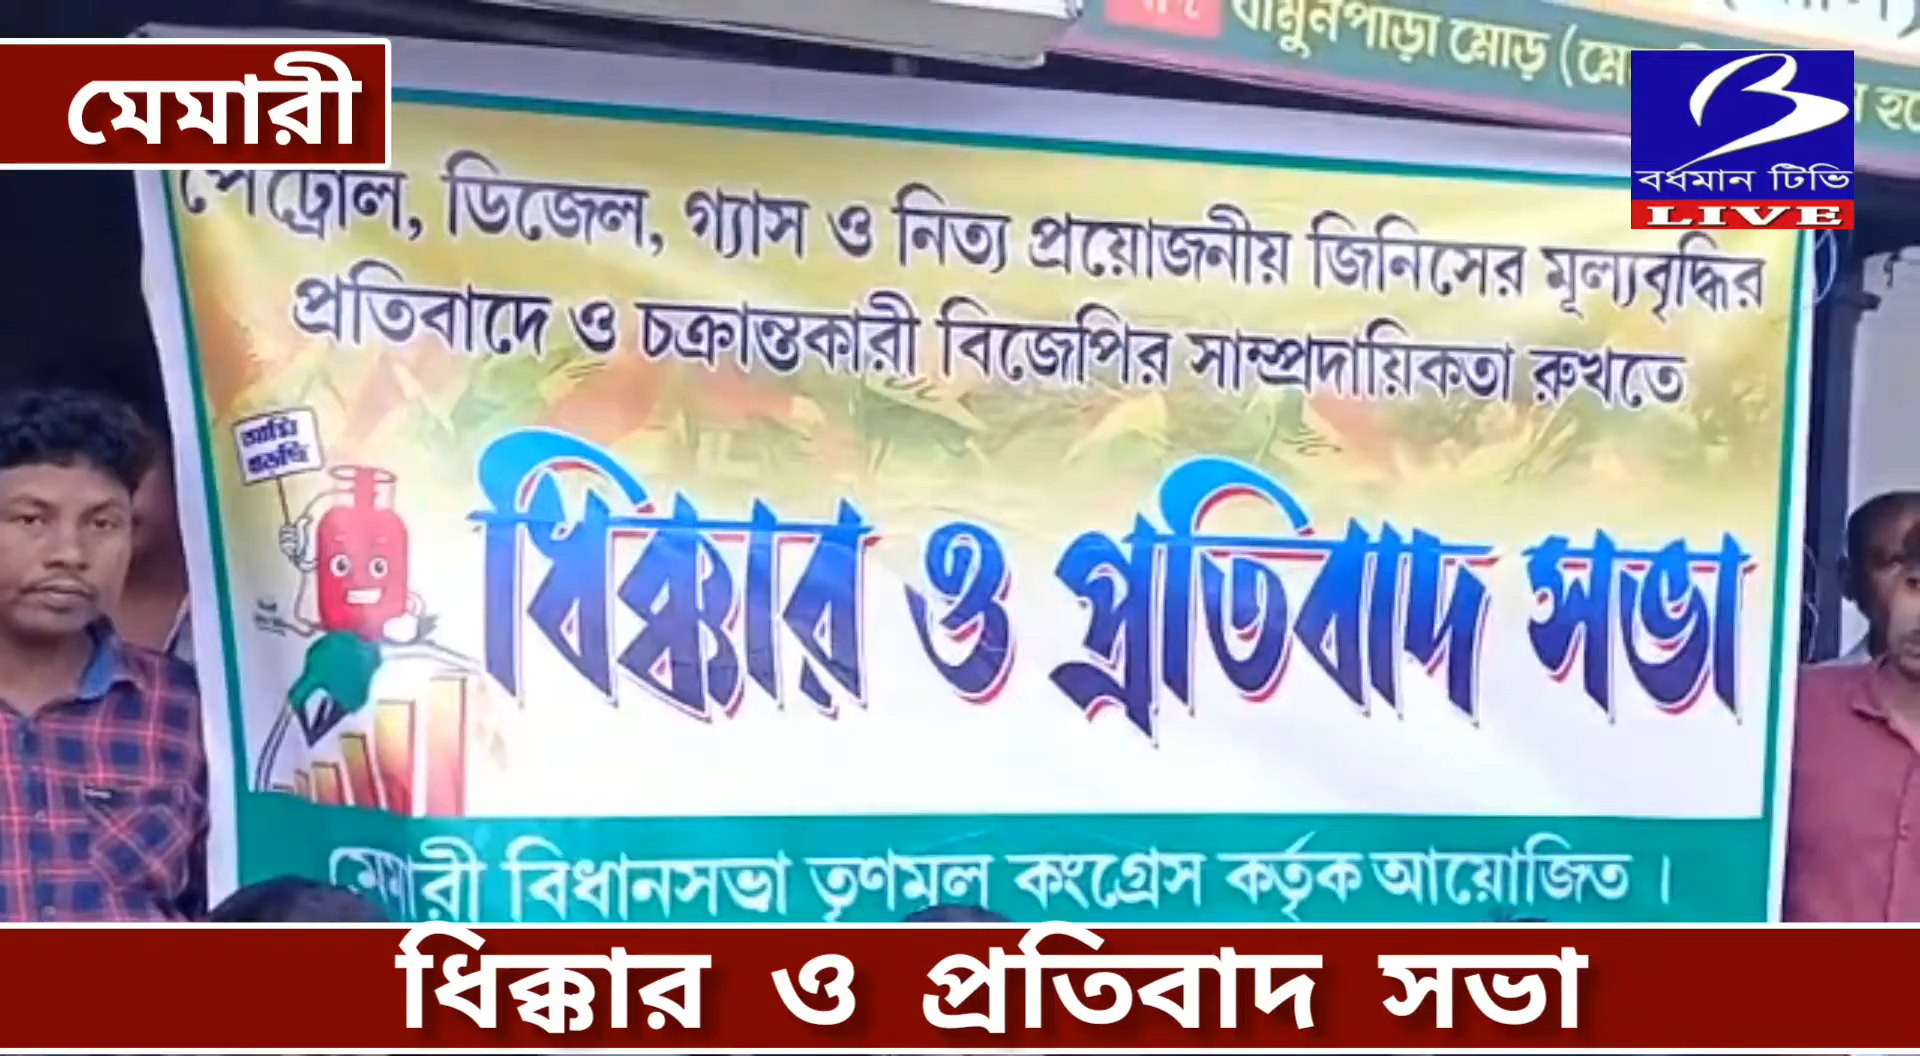 বামুনপাড়া মোড়
মেমারী
বর্ধমান টিভি
LIVE
পেট্রোল, ডিজেল, গ্যাস ও নিত্য প্রয়োজনীয় জিনিসের মূল্যবৃদ্ধির
প্রতিবাদে ও চক্রান্তকারী বিজেপির সাম্প্রদায়িকতা রুখতে
আমি
বাড়ছি
ধিক্কার ও প্রতিবাদ সভা
মেমারী বিধানসভা তৃণমূল কংগ্রেস কর্তৃক আয়োজিত ।
ধিক্কার ও প্রতিবাদ সভা